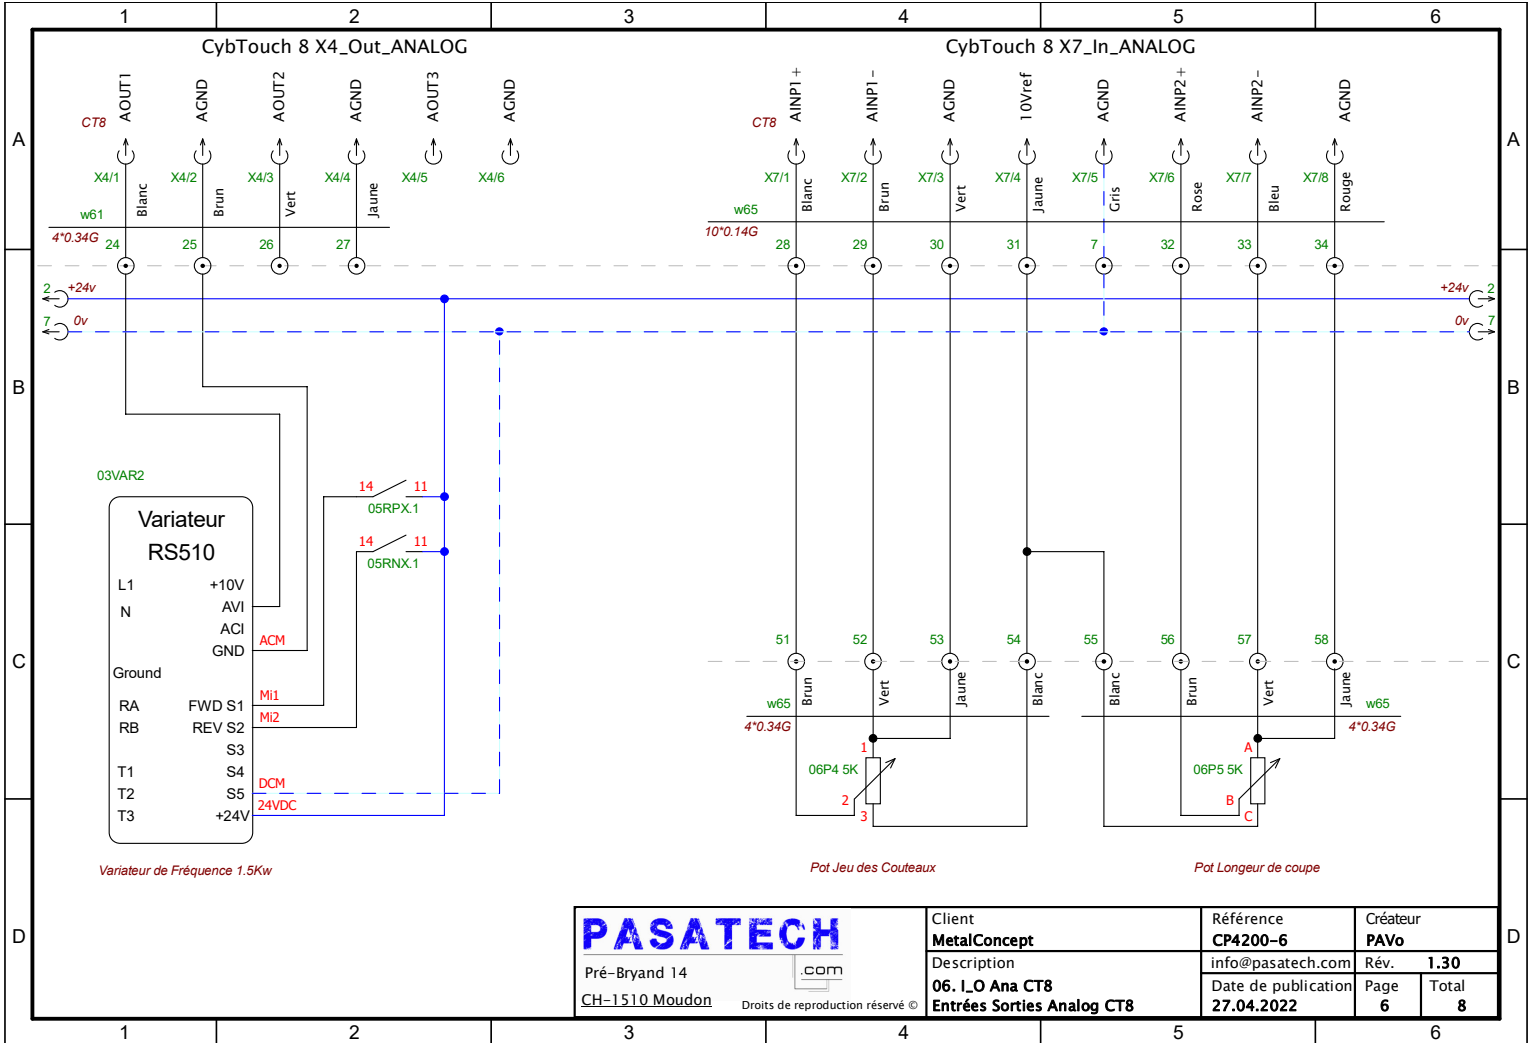 1 2 3 4 5 6
CybTouch 8 X4_Out_ANALOG
CybTouch 8 X7_In_ANALOG
AOUT1 AGND AOUT2 AGND AOUT3 AGND
AINP1+ AINP1- AGND 10Vref AGND AINP2+ AINP2- AGND
CT8
CT8
A
A
X4/1 X4/2 X4/3 X4/4 X4/5 X4/6
X7/1 X7/2 X7/3 X7/4 X7/5 X7/6 X7/7 X7/8
Blanc Brun Vert Jaune
Blanc Brun Vert Jaune Gris Rose Bleu Rouge
w61
4*0.34G
w65
10*0.14G
24 25 26 27
28 29 30 31 7 32 33 34
2 +24v
+24v 2
7 0v
0v 7
B
B
03VAR2
14 11
05RPX.1
14 11
05RNX.1
Variateur
RS510
L1 +10V
N AVI
ACI
GND ACM
Ground
RA FWD S1 Mi1
RB REV S2 Mi2
S3
T1 S4
T2 S5 DCM
T3 +24V 24VDC
Variateur de Fréquence 1.5Kw
C
C
51 52 53 54 55 56 57 58
Brun Vert Jaune Blanc Blanc Brun Vert Jaune
w65
4*0.34G
w65
4*0.34G
1
06P4 5K
2
3
A
06P5 5K
B
C
Pot Jeu des Couteaux
Pot Longeur de coupe
D
D
PASATECH
.com
Pré-Bryand 14
CH-1510 Moudon
Droits de reproduction réservé ©
Client
MetalConcept
Description
06. I_O Ana CT8
Entrées Sorties Analog CT8
Référence
CP4200-6
info@pasatech.com
Date de publication
27.04.2022
Créateur
PAVo
Rév. 1.30
Page
6
Total
8
1 2 3 4 5 6